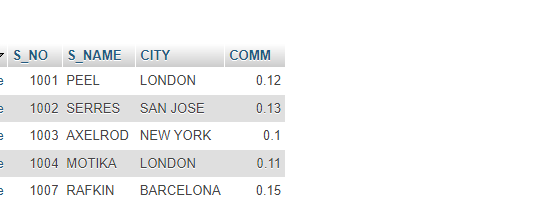 S_NO S_NAME CITY COMM
e 1001 PEEL LONDON 0.12
e 1002 SERRES SAN JOSE 0.13
e 1003 AXELROD NEW YORK 0.1
e 1004 MOTIKA LONDON 0.11
e 1007 RAFKIN BARCELONA 0.15